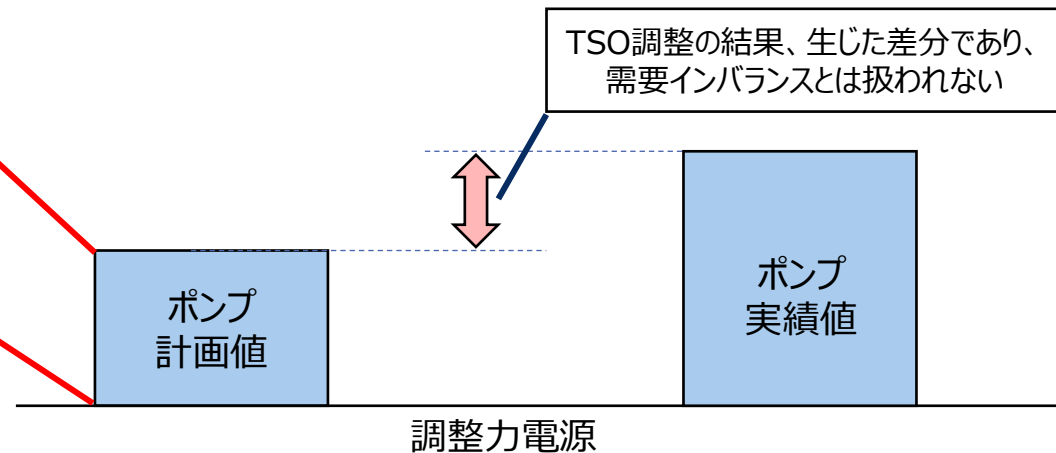 TSO調整の結果、生じた差分であり、
需要インバランスとは扱われない
ポンプ
計画値
ポンプ
実績値
調整力電源